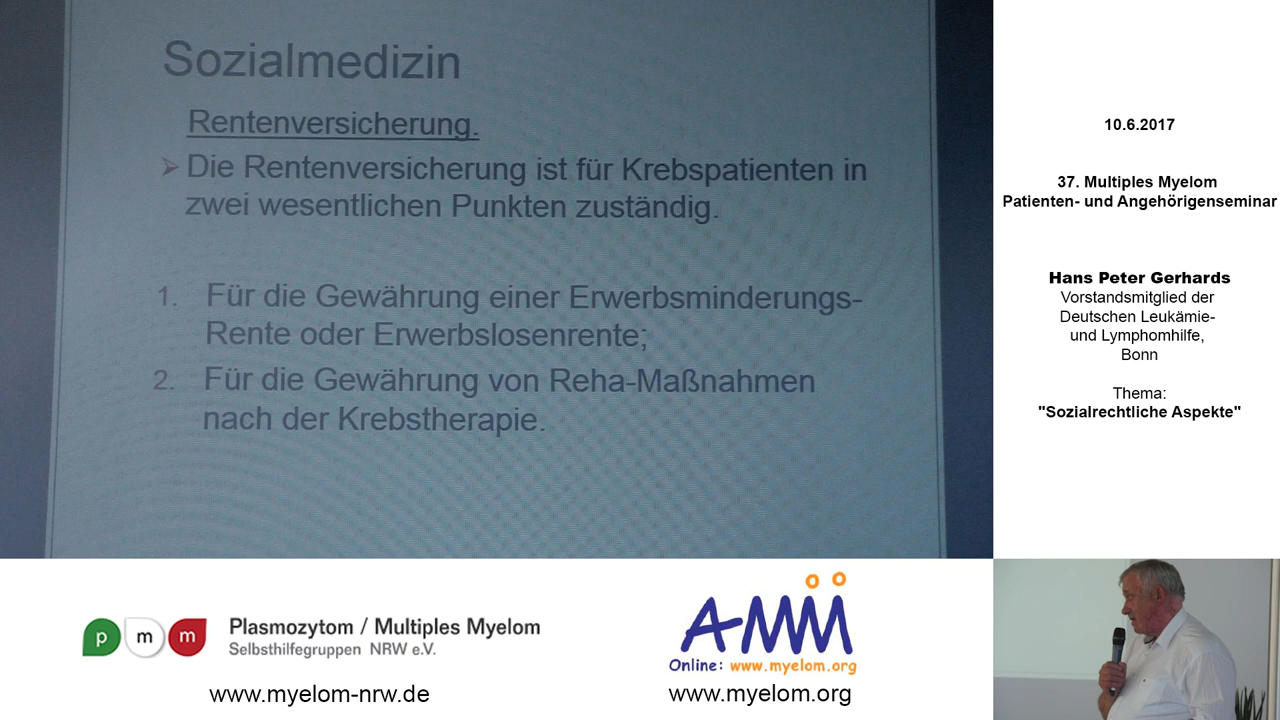 Sozialmedizin
Rentenversicherung.
➢ Die Rentenversicherung ist für Krebspatienten in
zwei wesentlichen Punkten zuständig.
1. Für die Gewährung einer Erwerbsminderungs-
Rente oder Erwerbslosenrente;
2. Für die Gewährung von Reha-Maßnahmen
nach der Krebstherapie.
10.6.2017
37. Multiples Myelom
Patienten- und Angehörigenseminar
Hans Peter Gerhards
Vorstandsmitglied der
Deutschen Leukämie-
und Lymphomhilfe,
Bonn
Thema:
"Sozialrechtliche Aspekte"
p m m
Plasmozytom / Multiples Myelom
Selbsthilfegruppen NRW e.V.
www.myelom-nrw.de
AMM
Online: www.myelom.org
www.myelom.org